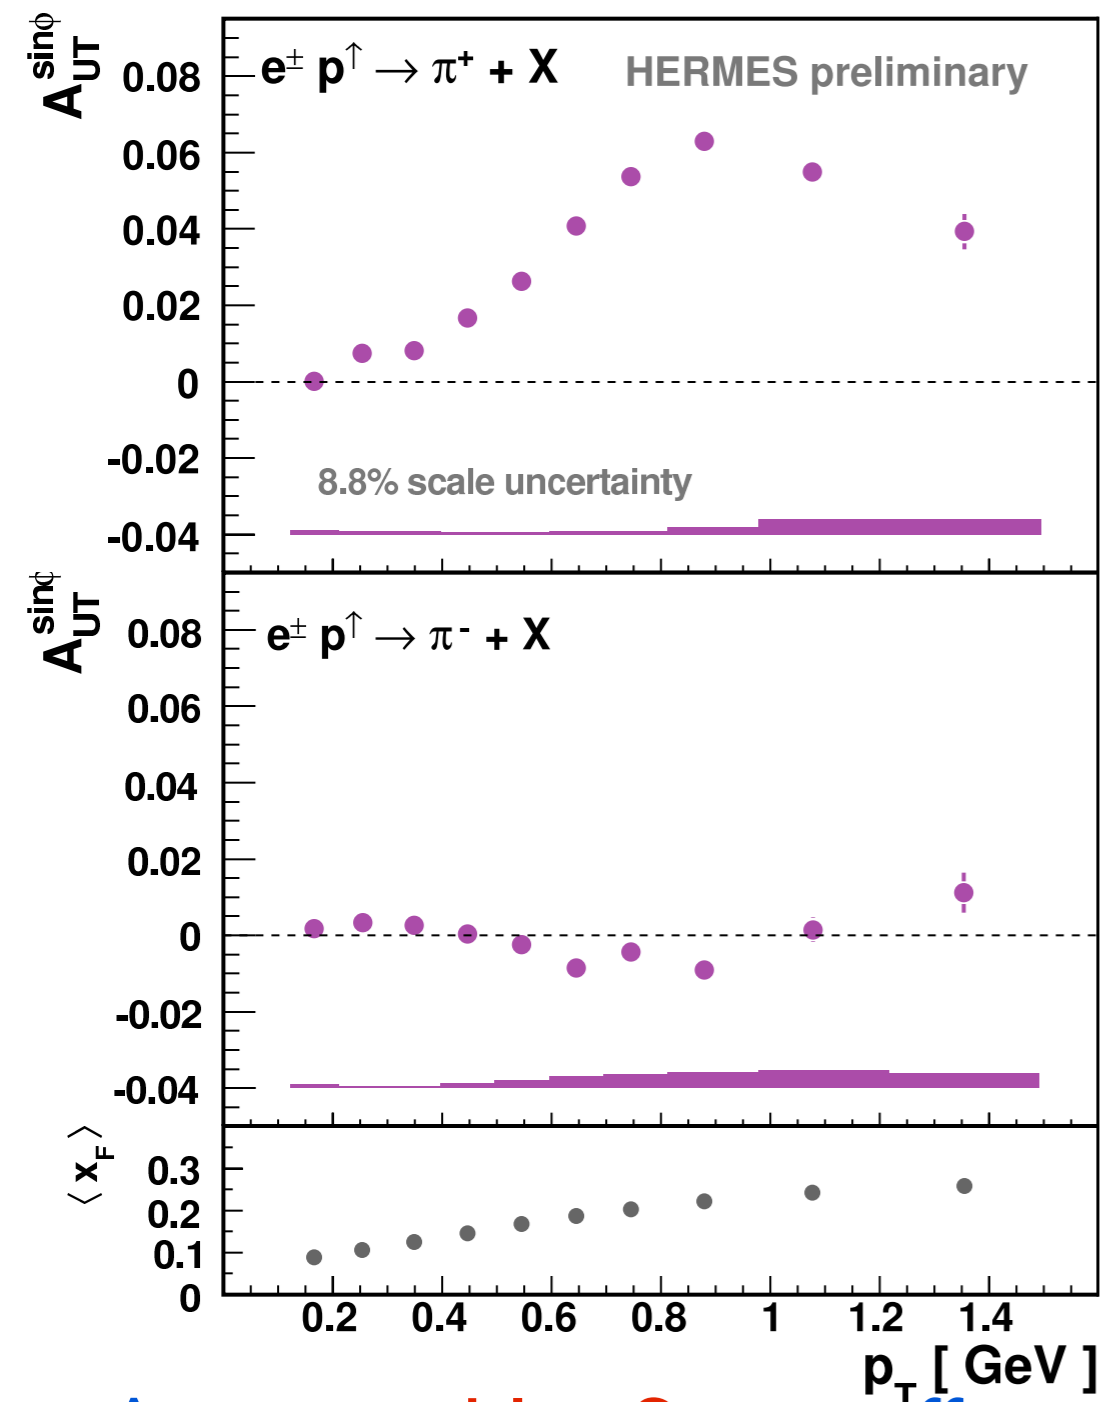 A_UT^sinϕ
e± p↑ → π+ + X
HERMES preliminary
0.08
0.06
0.04
0.02
0
-0.02
8.8% scale uncertainty
-0.04
A_UT^sinϕ
e± p↑ → π- + X
0.08
0.06
0.04
0.02
0
-0.02
-0.04
⟨ x_F ⟩
0.3
0.2
0.1
0
0.2 0.4 0.6 0.8 1 1.2 1.4
p_T [ GeV ]